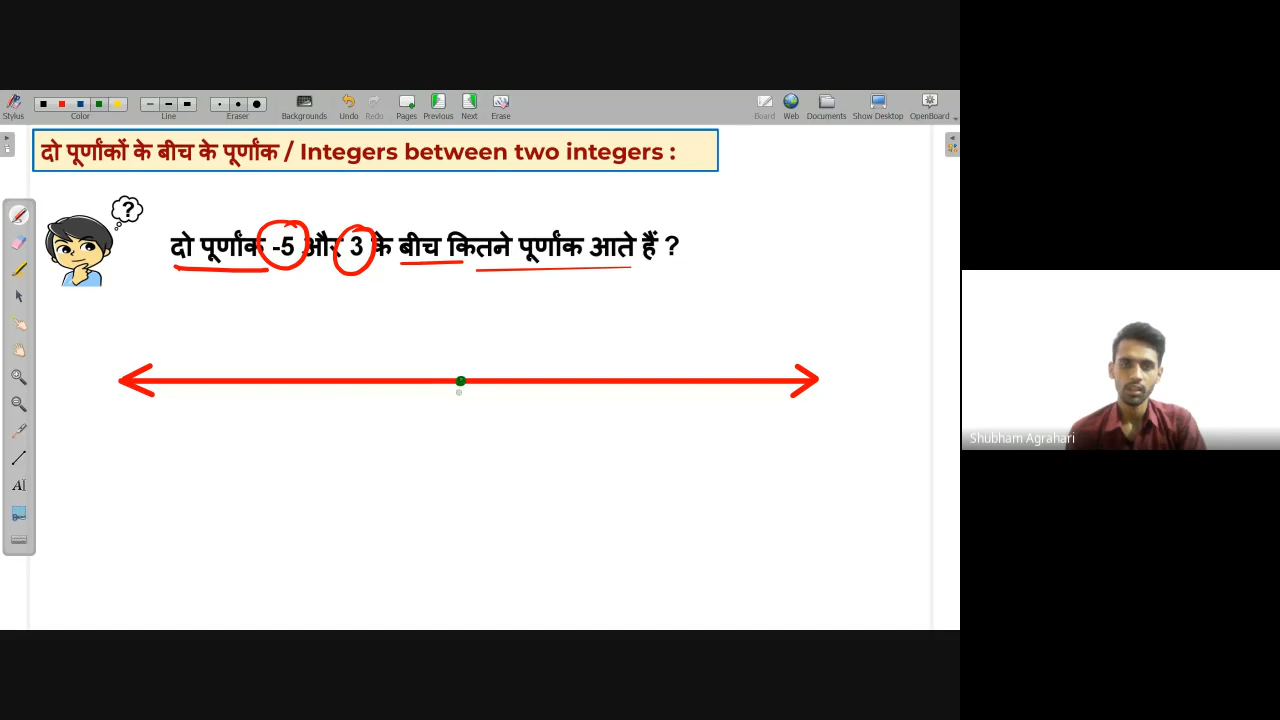 Stylus Color Line Eraser Backgrounds Undo Redo Pages Previous Next Erase Board Web Documents Show Desktop OpenBoard
दो पूर्णांकों के बीच के पूर्णांक / Integers between two integers :
?
दो पूर्णांक -5 और 3 के बीच कितने पूर्णांक आते हैं ?
Shubham Agrahari